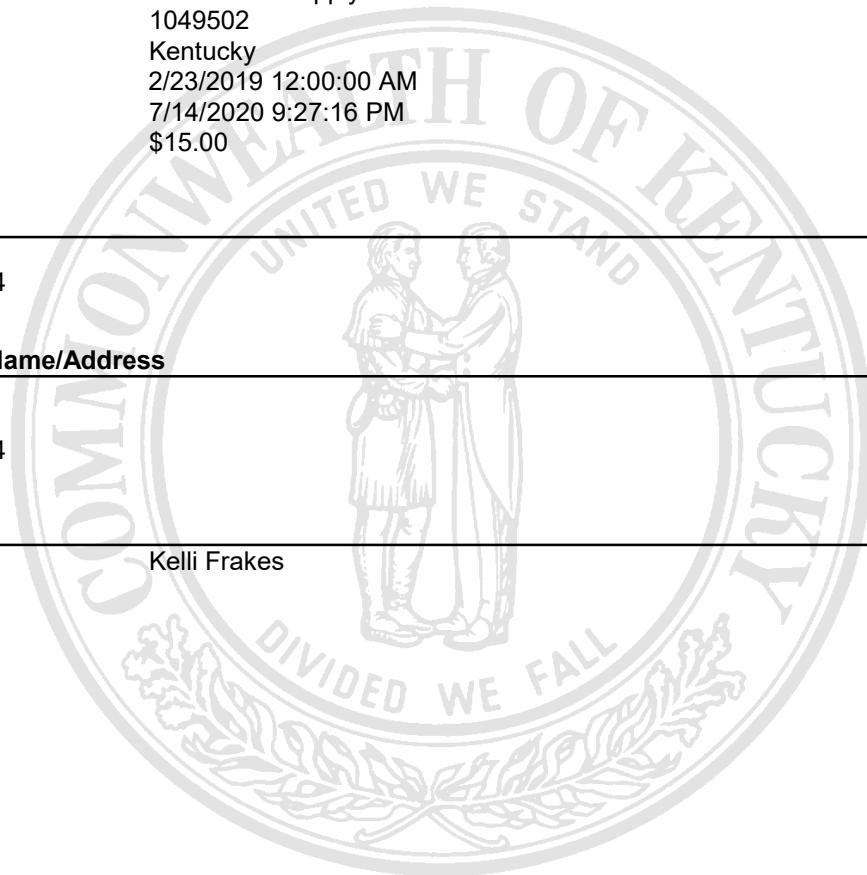 1049502
Kentucky
2/23/2019 12:00:00 AM
7/14/2020 9:27:16 PM
$15.00
4
Name/Address
4
Kelli Frakes
COMMONWEALTH OF KENTUCKY
UNITED WE STAND
DIVIDED WE FALL